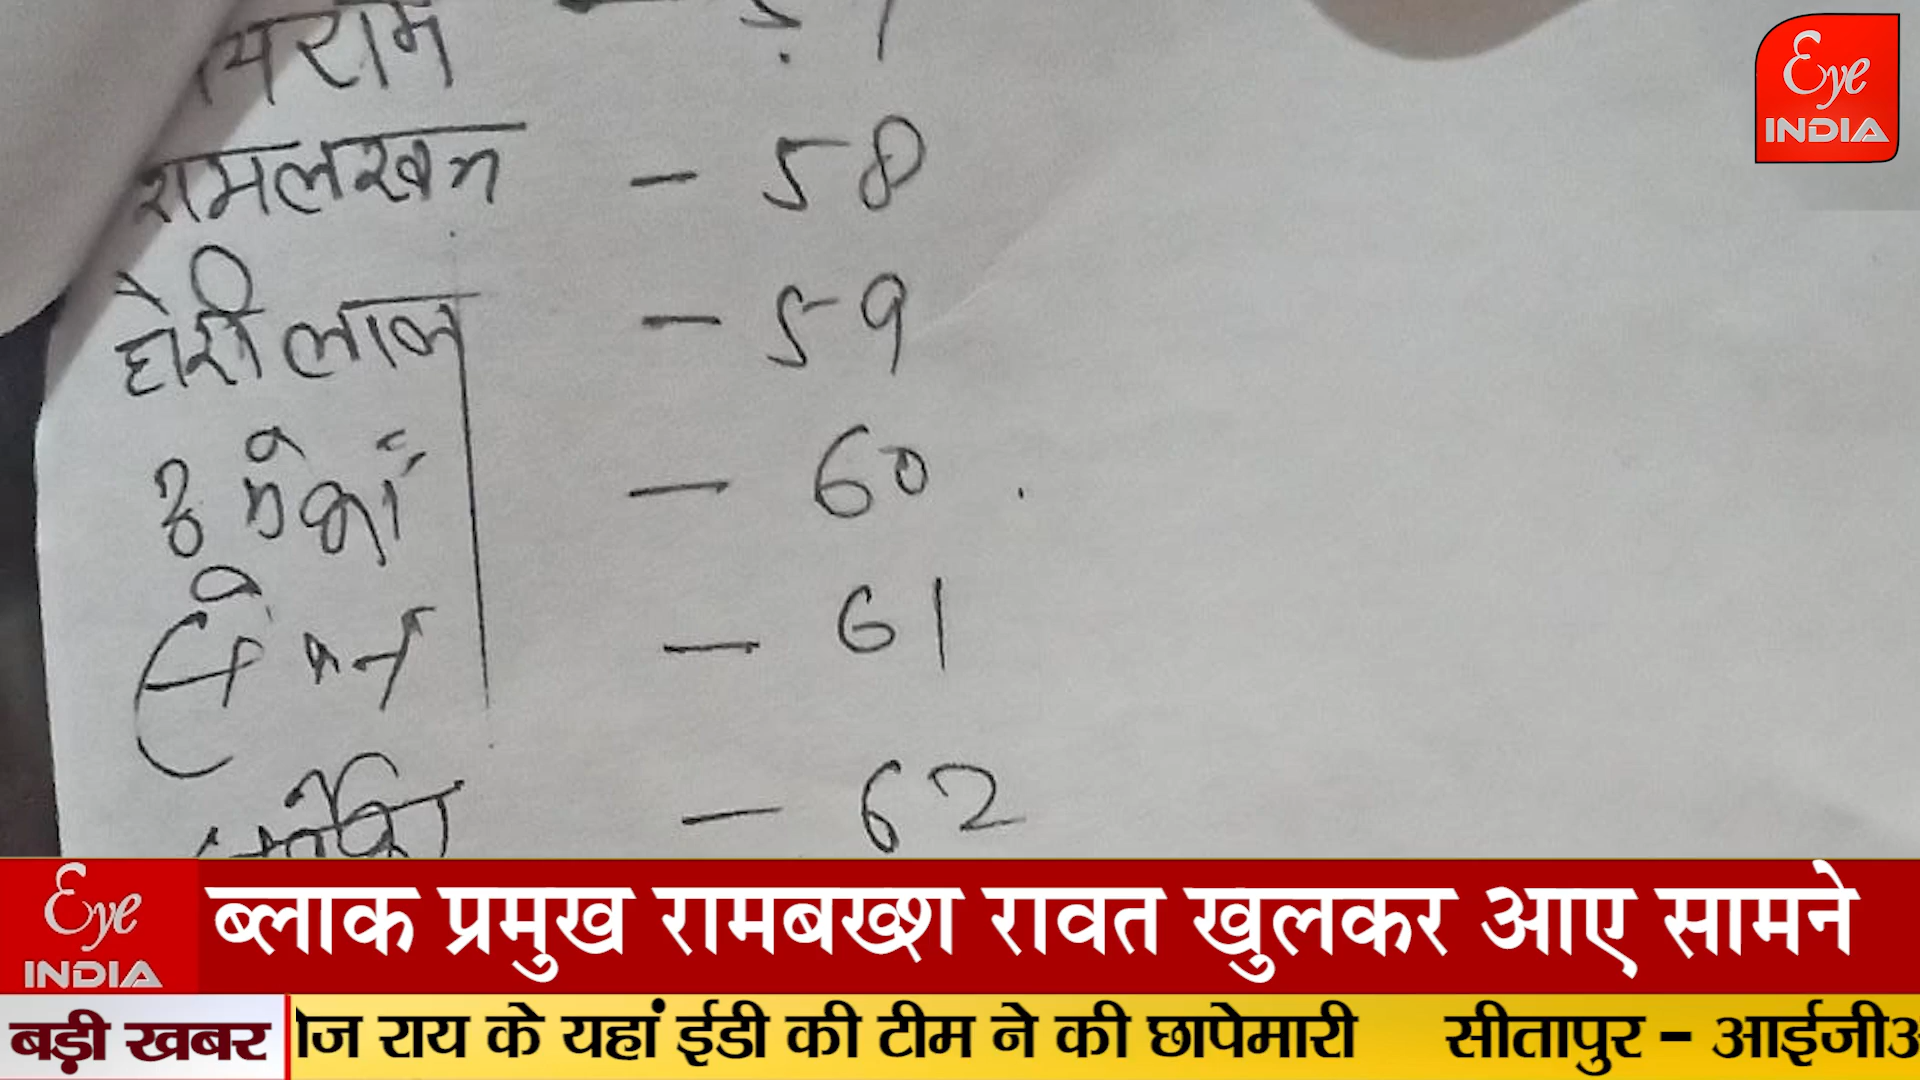 Eye
INDIA
रामलखन - 58
होरीलाल - 59
- 60
- 61
- 62
Eye
INDIA
ब्लाक प्रमुख रामबख्श रावत खुलकर आए सामने
बड़ी खबर
राय के यहां ईडी की टीम ने की छापेमारी सीतापुर - आईजी